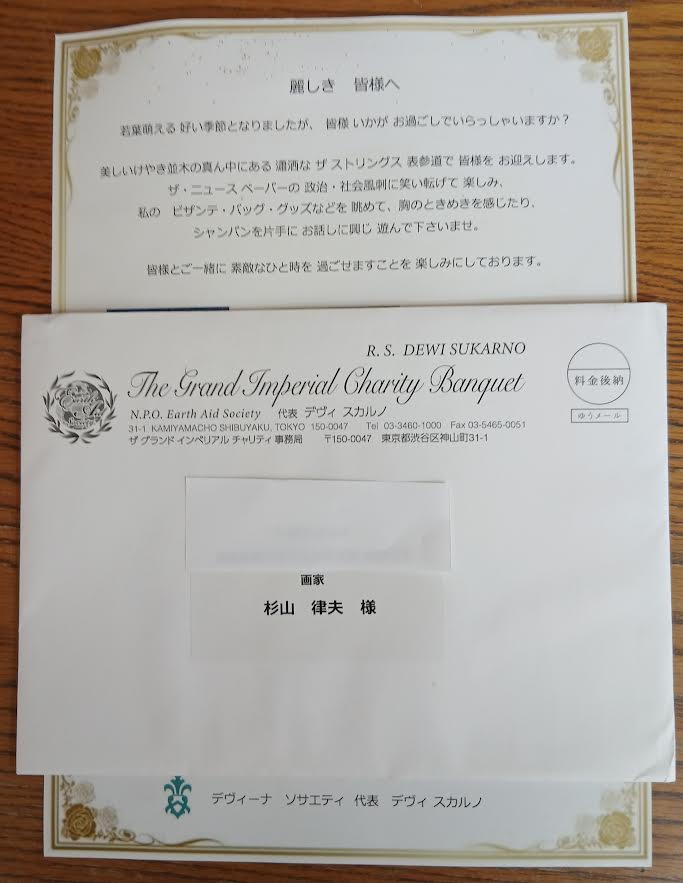 麗しき 皆様へ
若葉萌える 好い季節となりましたが、 皆様 いかが お過ごしでいらっしゃいますか？
美しいけやき並木の真ん中にある 瀟洒な ザ ストリングス 表参道で 皆様を お迎えします。
ザ・ニュース ペーパーの 政治・社会風刺に笑い転げて 楽しみ、
私の ビザンテ・バッグ・グッズなどを 眺めて、胸のときめきを感じたり、
シャンパンを片手に お話しに興じ 遊んで下さいませ。
皆様とご一緒に 素敵なひと時を 過ごせますことを 楽しみにしております。
R. S. DEWI SUKARNO
The Grand Imperial Charity Banquet
料金後納
ゆうメール
N.P.O. Earth Aid Society 代表 デヴィ スカルノ
31-1 KAMIYAMACHO SHIBUYAKU, TOKYO 150-0047 Tel 03-3460-1000 Fax 03-5465-0051
ザ グランド インペリアル チャリティ 事務局 〒150-0047 東京都渋谷区神山町31-1
画家
杉山 律夫 様
デヴィーナ ソサエティ 代表 デヴィ スカルノ